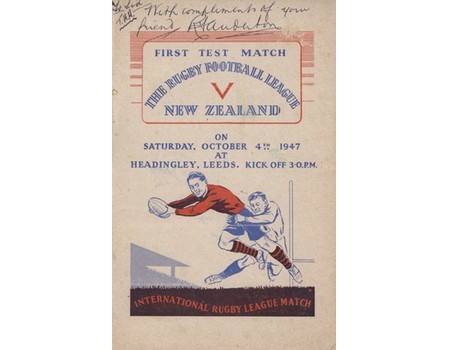 With compliments of your
friend
FIRST TEST MATCH
THE RUGBY FOOTBALL LEAGUE
V
NEW ZEALAND
ON
SATURDAY, OCTOBER 4TH 1947
AT
HEADINGLEY, LEEDS. KICK OFF 3·0.P.M.
INTERNATIONAL RUGBY LEAGUE MATCH